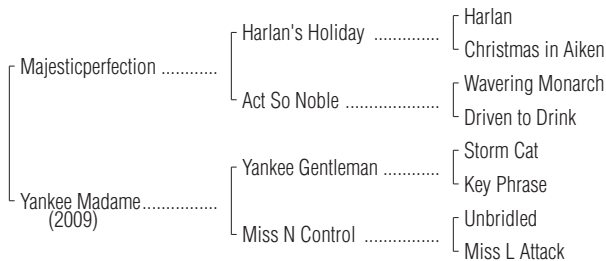 Harlan
Harlan's Holiday ..............
Christmas in Aiken
Majesticperfection ............
Wavering Monarch
Act So Noble ....................
Driven to Drink
Storm Cat
Yankee Gentleman ............
Key Phrase
Yankee Madame................
(2009)
Unbridled
Miss N Control ................
Miss L Attack